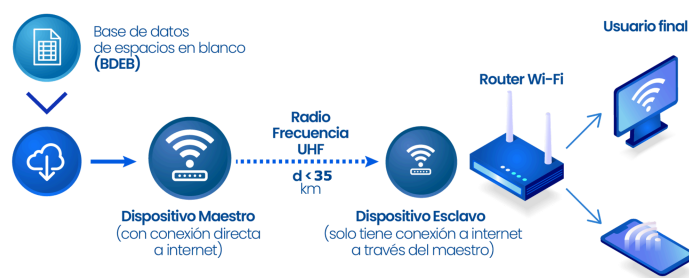 Base de datos
de espacios en blanco
(BDEB)
Usuario final
Router Wi-Fi
Radio
Frecuencia
UHF
d < 35
km
Dispositivo Maestro
(con conexión directa
a internet)
Dispositivo Esclavo
(solo tiene conexión a internet
a través del maestro)